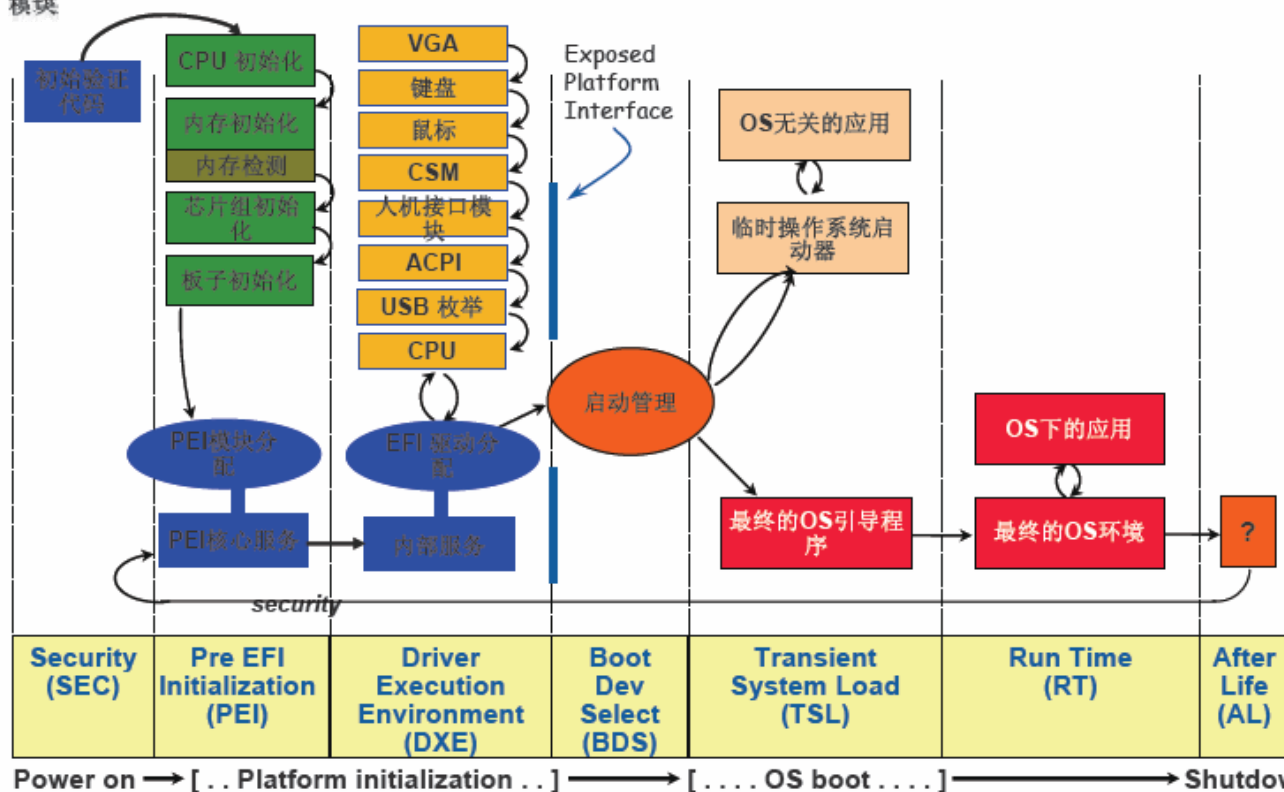 模块
初始验证
代码
CPU 初始化
内存初始化
内存检测
芯片组初始
化
板子初始化
PEI模块分
配
PEI核心服务
VGA
键盘
鼠标
CSM
人机接口模
块
ACPI
USB 枚举
CPU
EFI 驱动分
配
内部服务
Exposed
Platform
Interface
启动管理
OS无关的应用
临时操作系统启
动器
最终的OS引导程
序
OS下的应用
最终的OS环境
?
security
Security
(SEC)
Pre EFI
Initialization
(PEI)
Driver
Execution
Environment
(DXE)
Boot
Dev
Select
(BDS)
Transient
System Load
(TSL)
Run Time
(RT)
After
Life
(AL)
Power on [ . . Platform initialization . . ] [ . . . . OS boot . . . . ] Shutdow